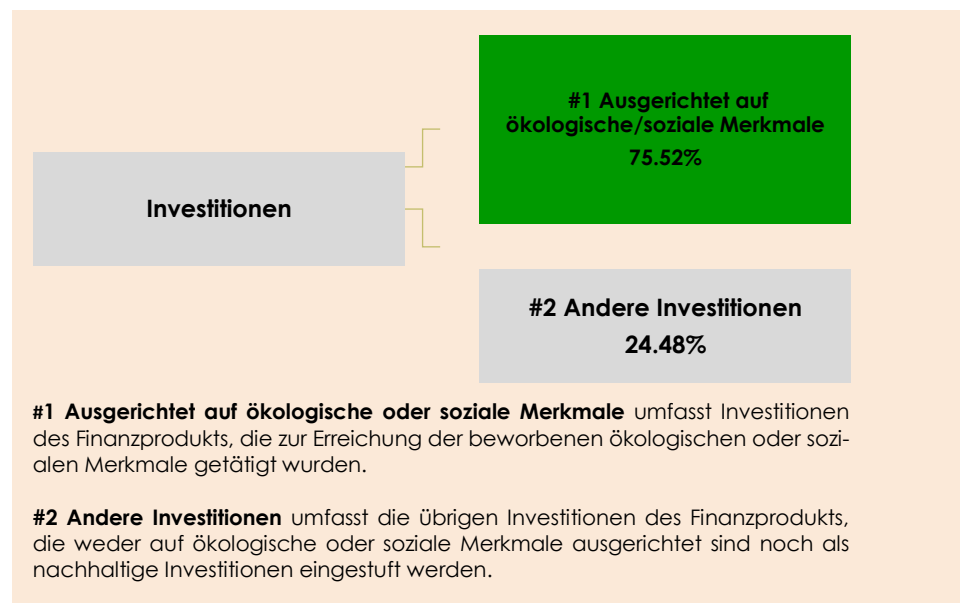 #1 Ausgerichtet auf
ökologische/soziale Merkmale
75.52%
Investitionen
#2 Andere Investitionen
24.48%
#1 Ausgerichtet auf ökologische oder soziale Merkmale umfasst Investitionen
des Finanzprodukts, die zur Erreichung der beworbenen ökologischen oder sozi-
alen Merkmale getätigt wurden.
#2 Andere Investitionen umfasst die übrigen Investitionen des Finanzprodukts,
die weder auf ökologische oder soziale Merkmale ausgerichtet sind noch als
nachhaltige Investitionen eingestuft werden.